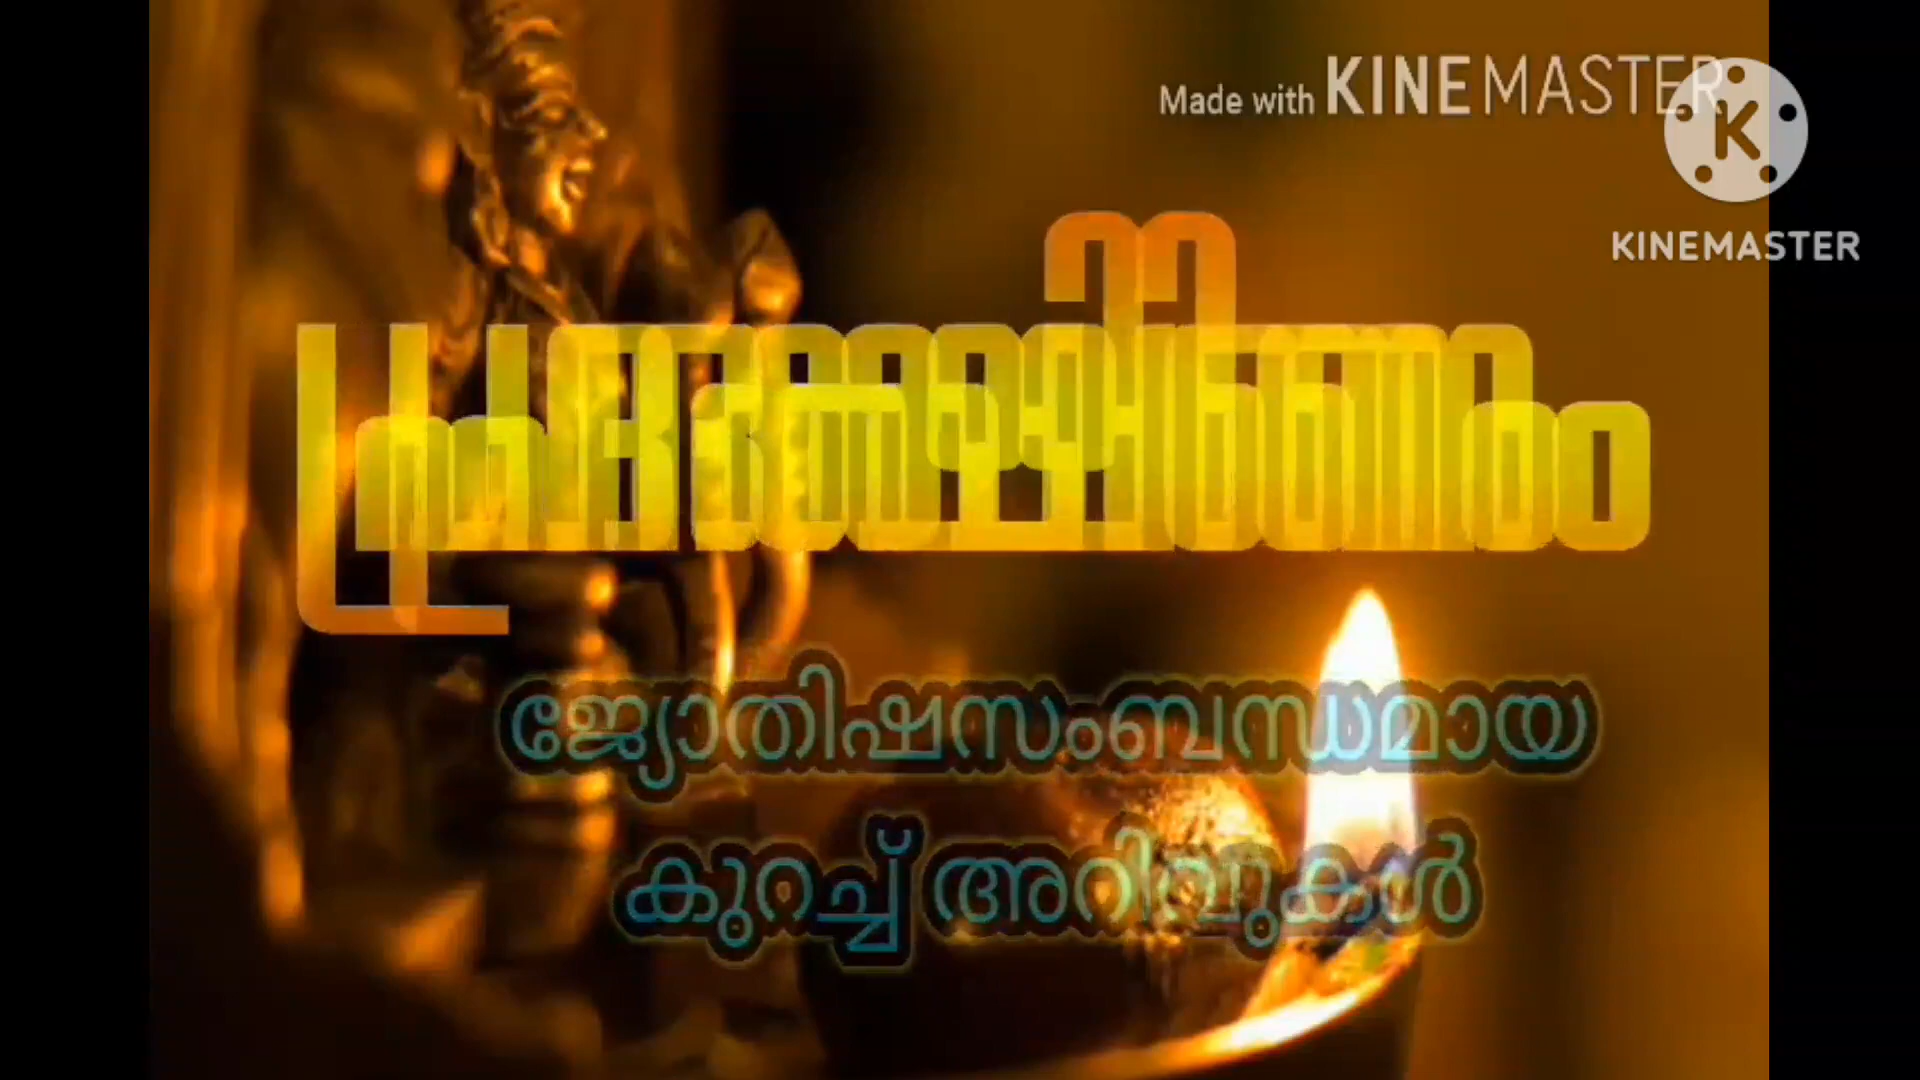 Made with KINEMASTER
K
KINEMASTER
ജ്യോതിഷസംബന്ധമായ
കുറച്ച് അറിവുകൾ